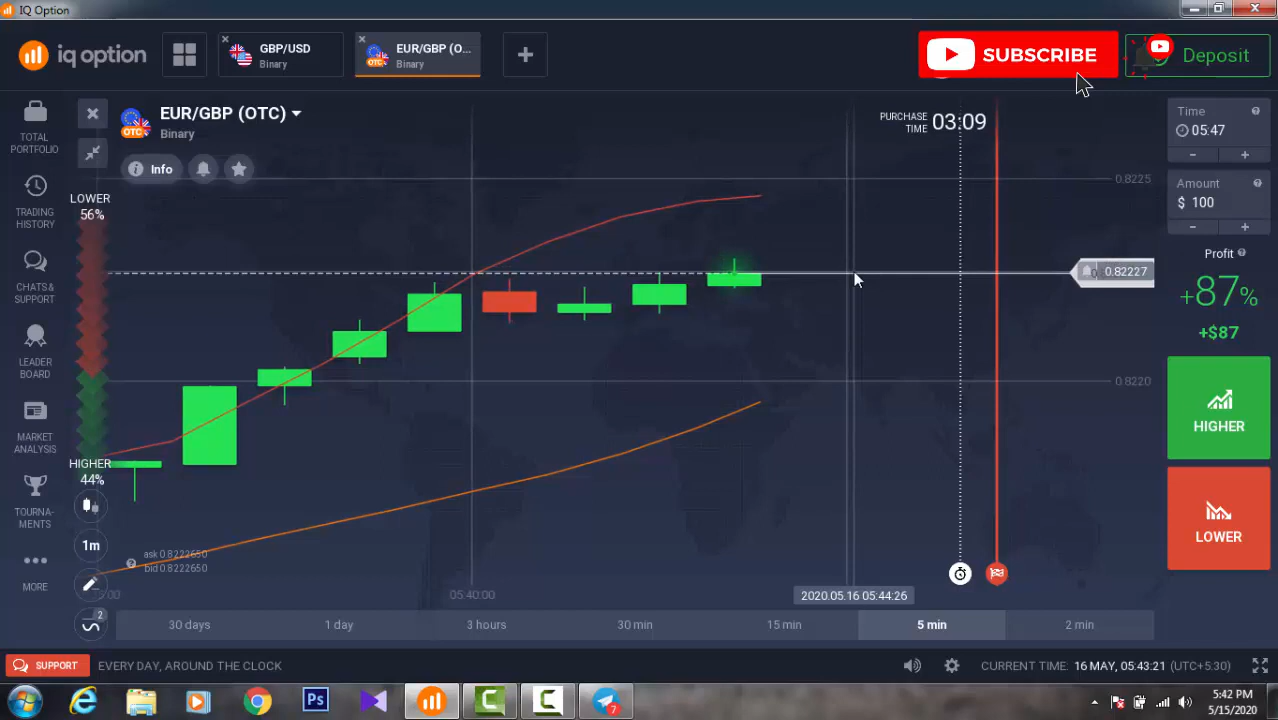 IQ Option
iq option
GBP/USD
Binary
EUR/GBP (O...
OTC
Binary
SUBSCRIBE
Deposit
TOTAL
PORTFOLIO
TRADING
HISTORY
CHATS &
SUPPORT
LEADER
BOARD
MARKET
ANALYSIS
TOURNA-
MENTS
MORE
EUR/GBP (OTC)
OTC
Binary
Info
LOWER
56%
HIGHER
44%
1m
2
ask 0.8222650
bid 0.8222650
PURCHASE
TIME
03:09
0.8225
0.82227
0.8220
05:40:00
2020.05.16 05:44:26
30 days
1 day
3 hours
30 min
15 min
5 min
2 min
Time
05:47
-
+
Amount
$ 100
-
+
Profit
+87%
+$87
HIGHER
LOWER
SUPPORT
EVERY DAY, AROUND THE CLOCK
CURRENT TIME: 16 MAY, 05:43:21 (UTC+5:30)
Ps
7
5:42 PM
5/15/2020